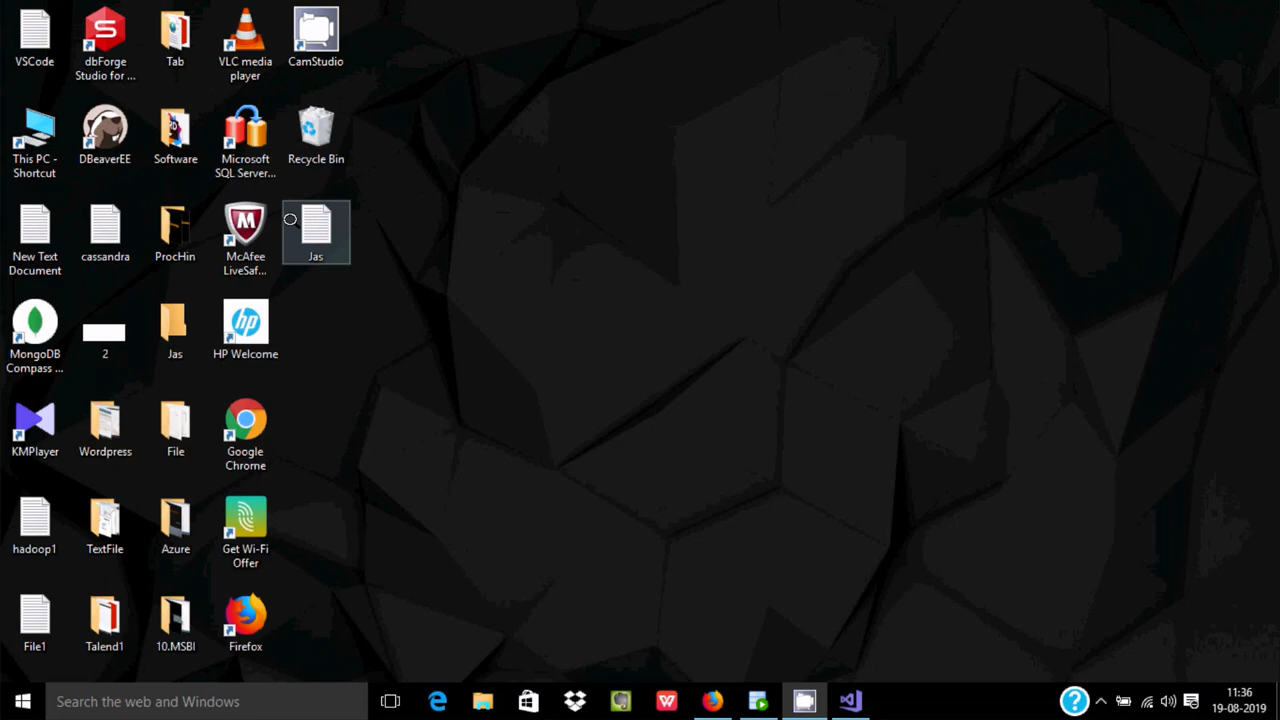 VSCode
dbForge
Studio for ...
Tab
VLC media
player
CamStudio
This PC -
Shortcut
DBeaverEE
Software
Microsoft
SQL Server...
Recycle Bin
New Text
Document
cassandra
ProcHin
McAfee
LiveSaf...
Jas
MongoDB
Compass ...
2
Jas
HP Welcome
KMPlayer
Wordpress
File
Google
Chrome
hadoop1
TextFile
Azure
Get Wi-Fi
Offer
File1
Talend1
10.MSBI
Firefox
Search the web and Windows
11:36
19-08-2019